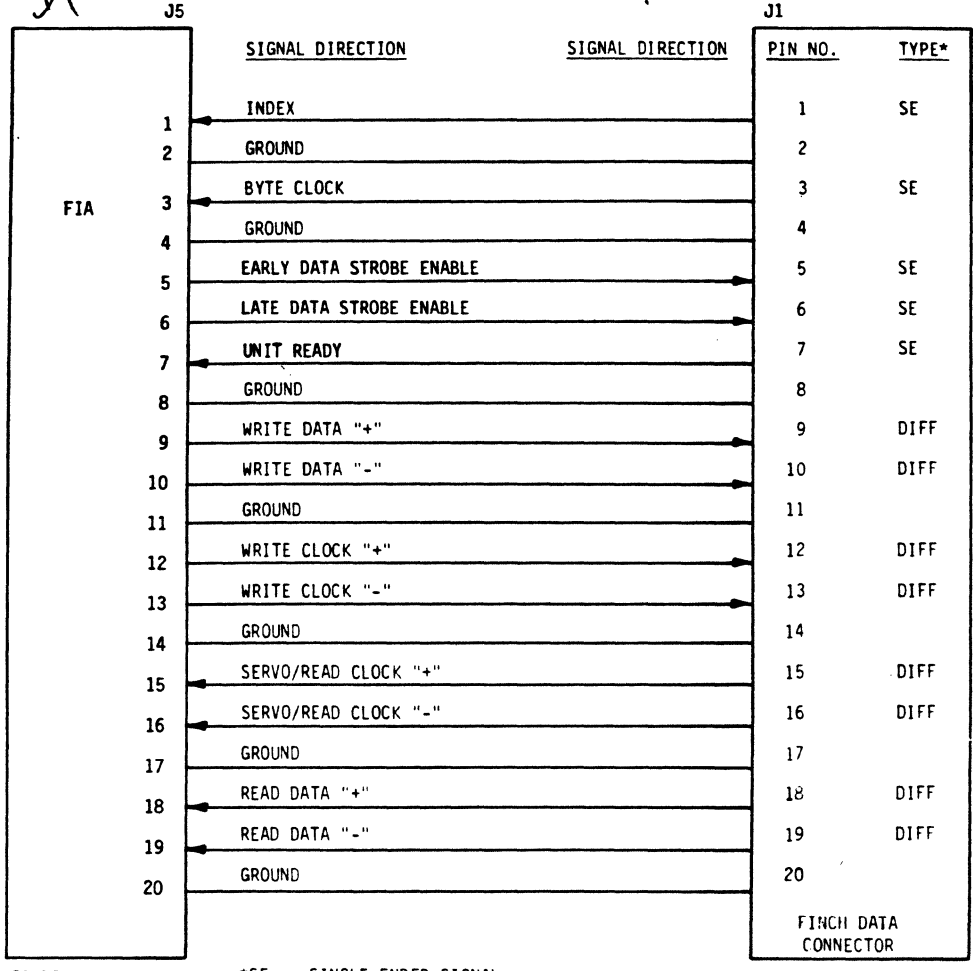 J5 J1
SIGNAL DIRECTION SIGNAL DIRECTION PIN NO. TYPE*
1 INDEX 1 SE
2 GROUND 2
3 BYTE CLOCK 3 SE
FIA
4 GROUND 4
5 EARLY DATA STROBE ENABLE 5 SE
6 LATE DATA STROBE ENABLE 6 SE
7 UNIT READY 7 SE
8 GROUND 8
9 WRITE DATA "+" 9 DIFF
10 WRITE DATA "-" 10 DIFF
11 GROUND 11
12 WRITE CLOCK "+" 12 DIFF
13 WRITE CLOCK "-" 13 DIFF
14 GROUND 14
15 SERVO/READ CLOCK "+" 15 DIFF
16 SERVO/READ CLOCK "-" 16 DIFF
17 GROUND 17
18 READ DATA "+" 18 DIFF
19 READ DATA "-" 19 DIFF
20 GROUND 20
FINCH DATA
CONNECTOR
*SE SINGLE ENDED SIGNAL